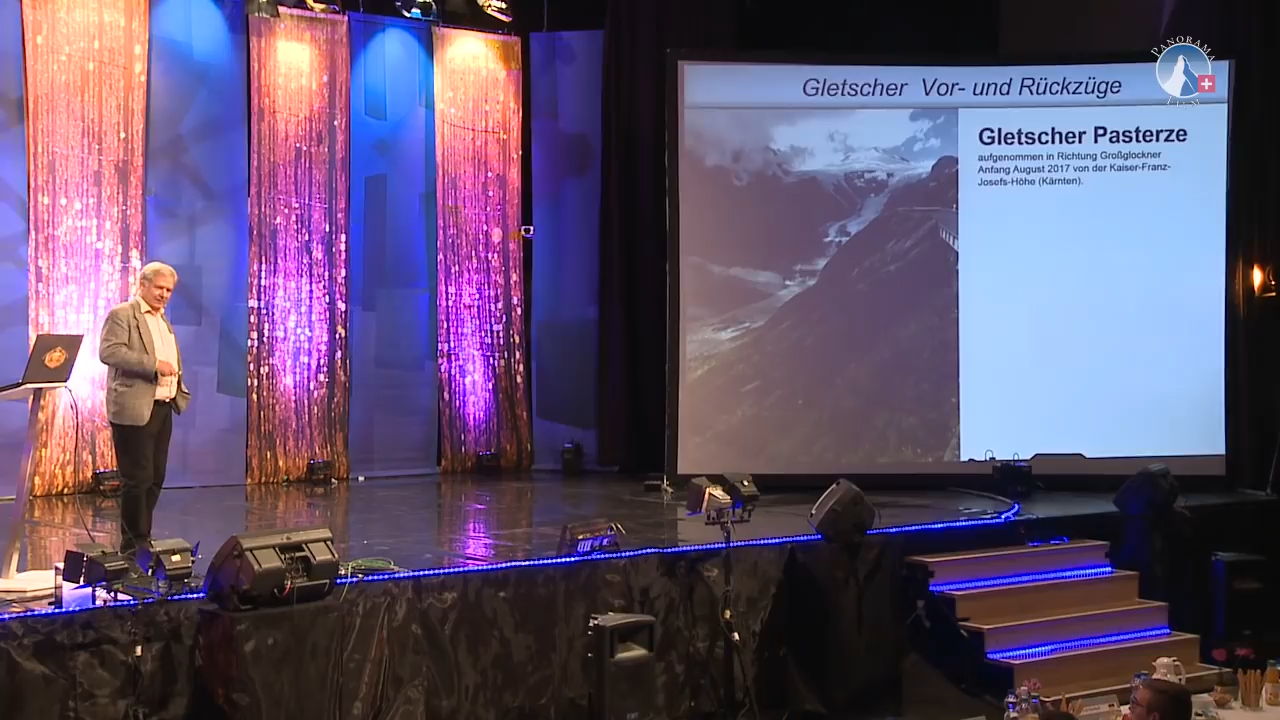 PANORAMA
Gletscher Vor- und Rückzüge
Gletscher Pasterze
aufgenommen in Richtung Großglockner
Anfang August 2017 von der Kaiser-Franz-
Josefs-Höhe (Kärnten).